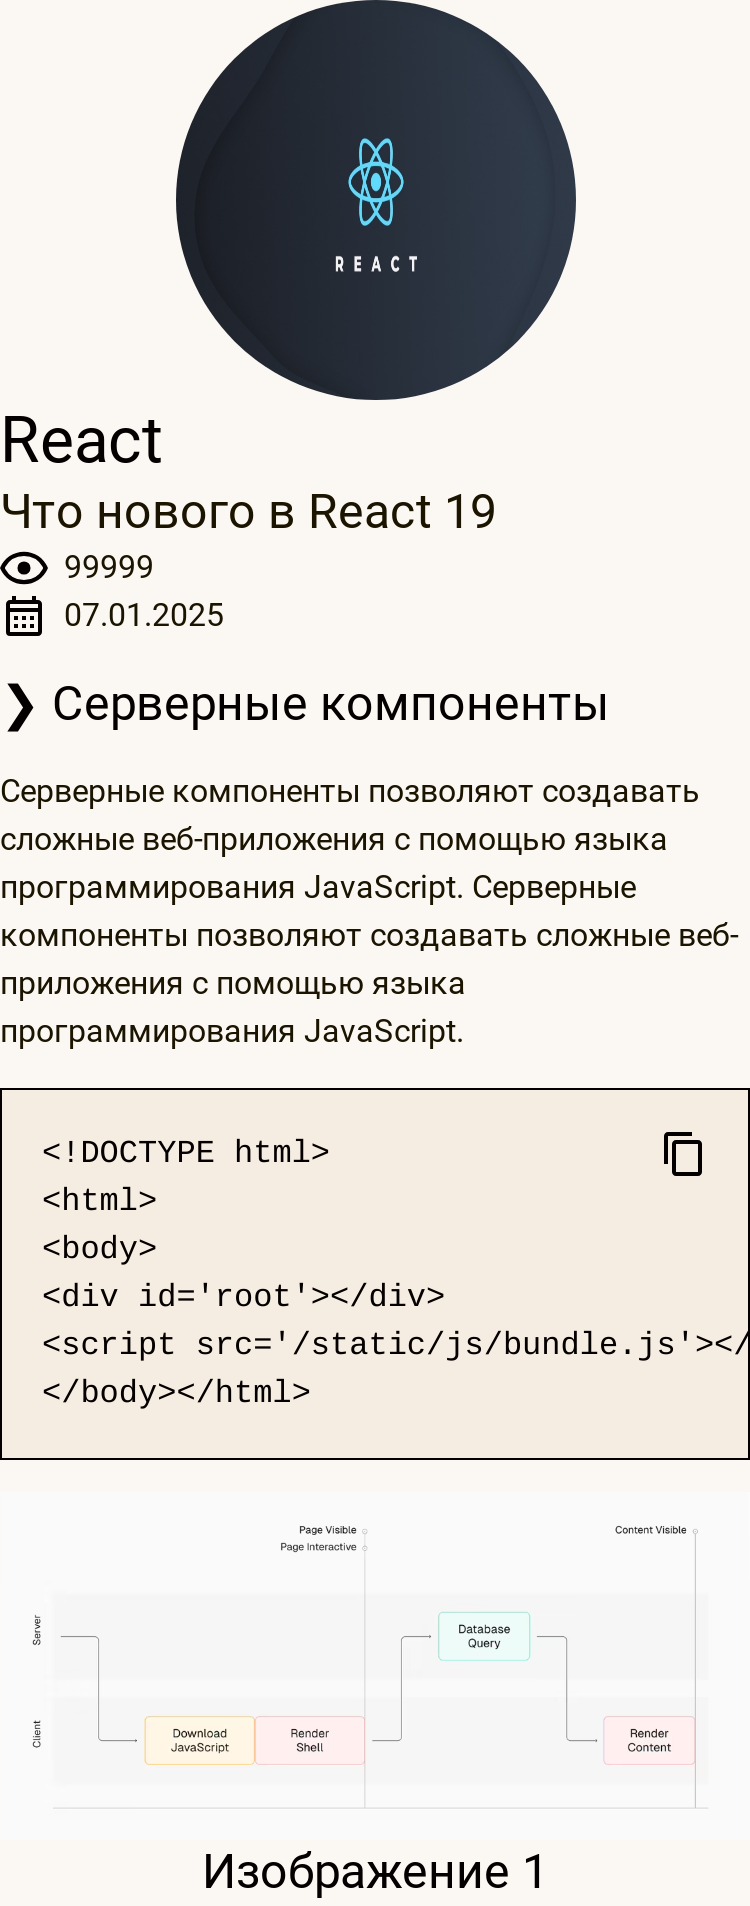 REACT
React
Что нового в React 19
99999
07.01.2025
❯ Серверные компоненты
Серверные компоненты позволяют создавать
сложные веб-приложения с помощью языка
программирования JavaScript. Серверные
компоненты позволяют создавать сложные веб-
приложения с помощью языка
программирования JavaScript.
<!DOCTYPE html>
<html>
<body>
<div id='root'></div>
<script src='/static/js/bundle.js'></
</body></html>
Page Visible
Content Visible
Page Interactive
Server
Database
Query
Client
Download
JavaScript
Render
Shell
Render
Content
Изображение 1